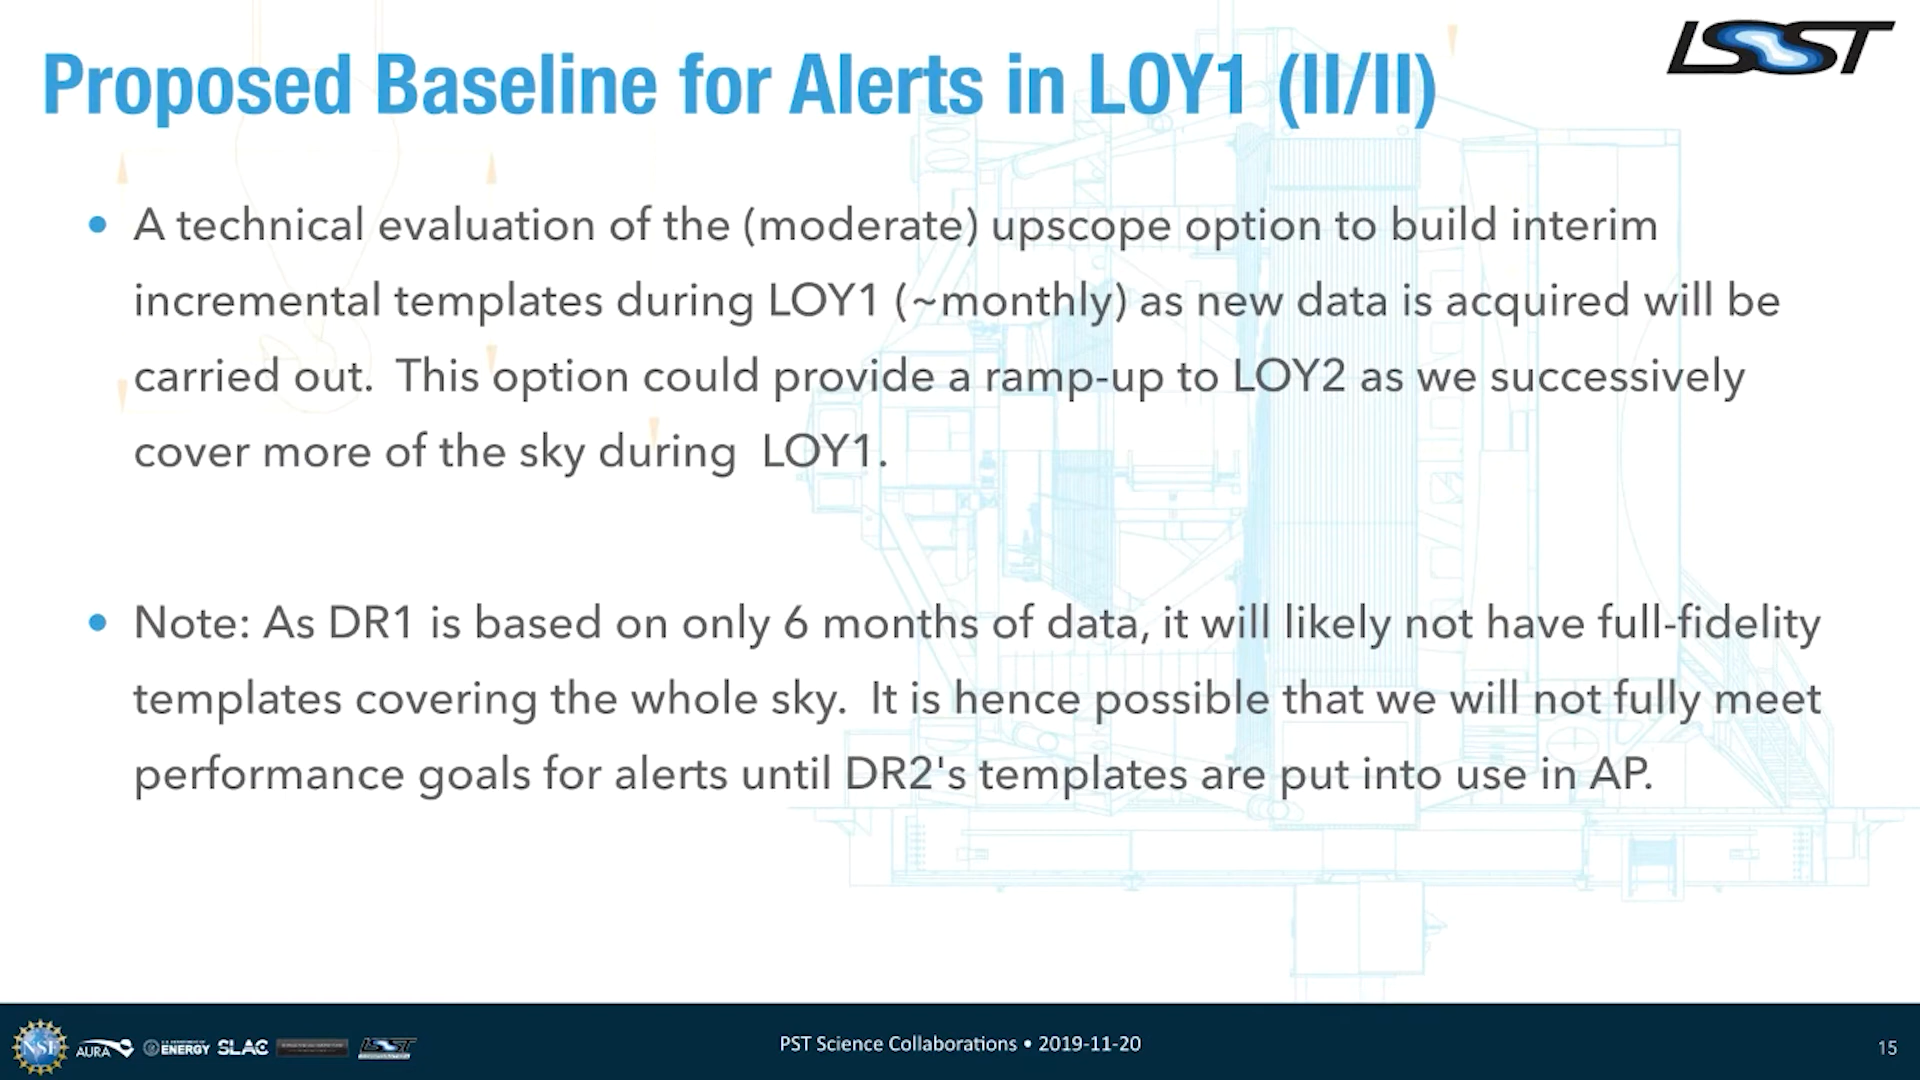 LSST
Proposed Baseline for Alerts in LOY1 (II/II)
• A technical evaluation of the (moderate) upscope option to build interim
incremental templates during LOY1 (~monthly) as new data is acquired will be
carried out. This option could provide a ramp-up to LOY2 as we successively
cover more of the sky during LOY1.
• Note: As DR1 is based on only 6 months of data, it will likely not have full-fidelity
templates covering the whole sky. It is hence possible that we will not fully meet
performance goals for alerts until DR2's templates are put into use in AP.
NSF AURA ENERGY SLAC LSST
PST Science Collaborations • 2019-11-20
15